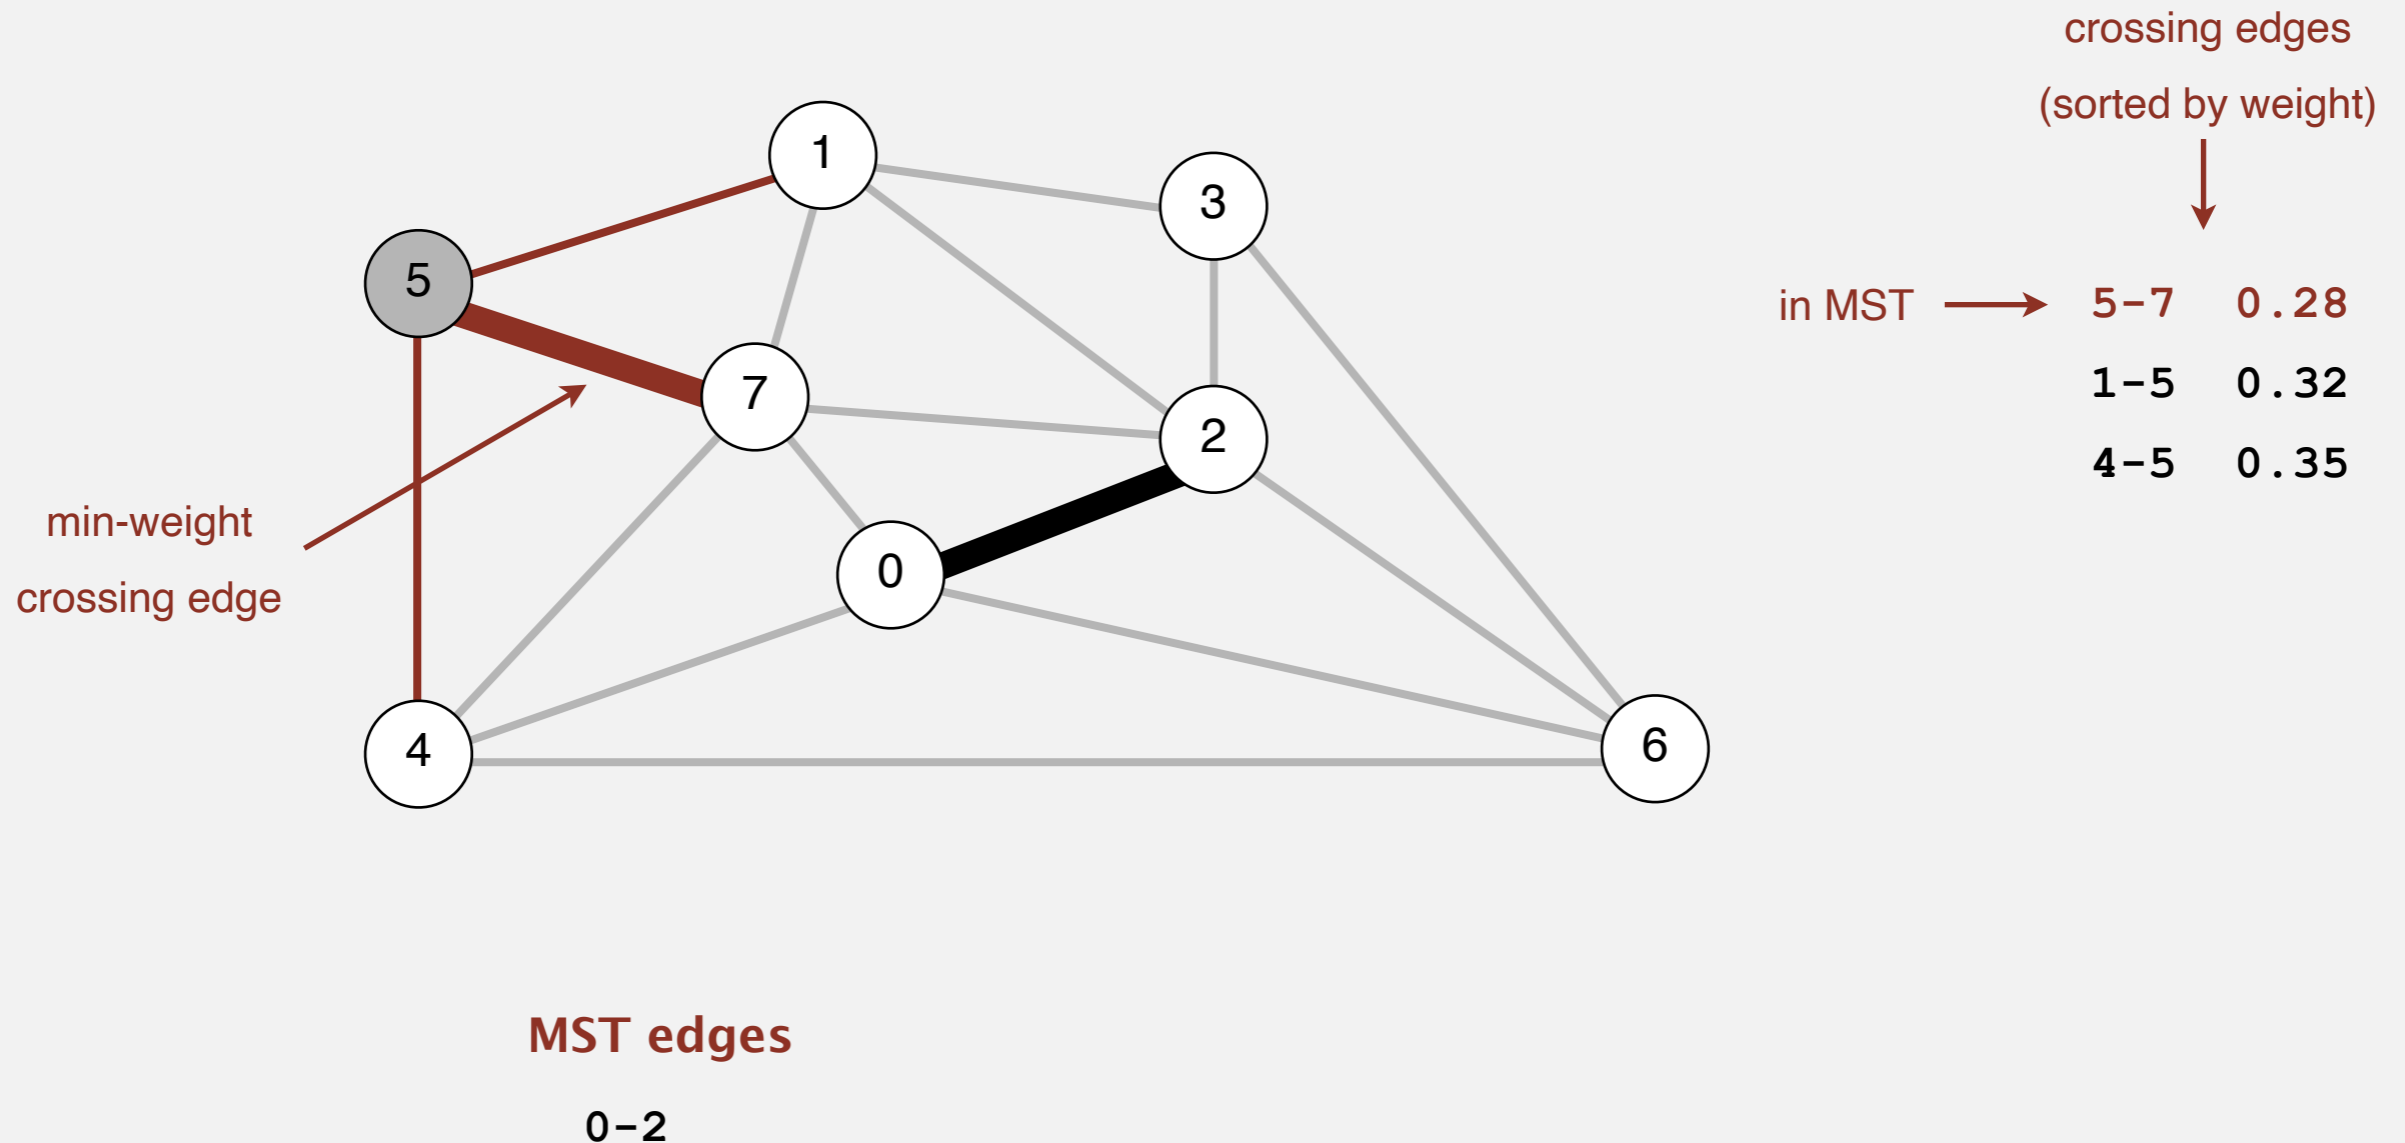 crossing edges
(sorted by weight)
1
3
5
in MST 5-7 0.28
7
1-5 0.32
2
4-5 0.35
min-weight
crossing edge
0
4
6
MST edges
0-2